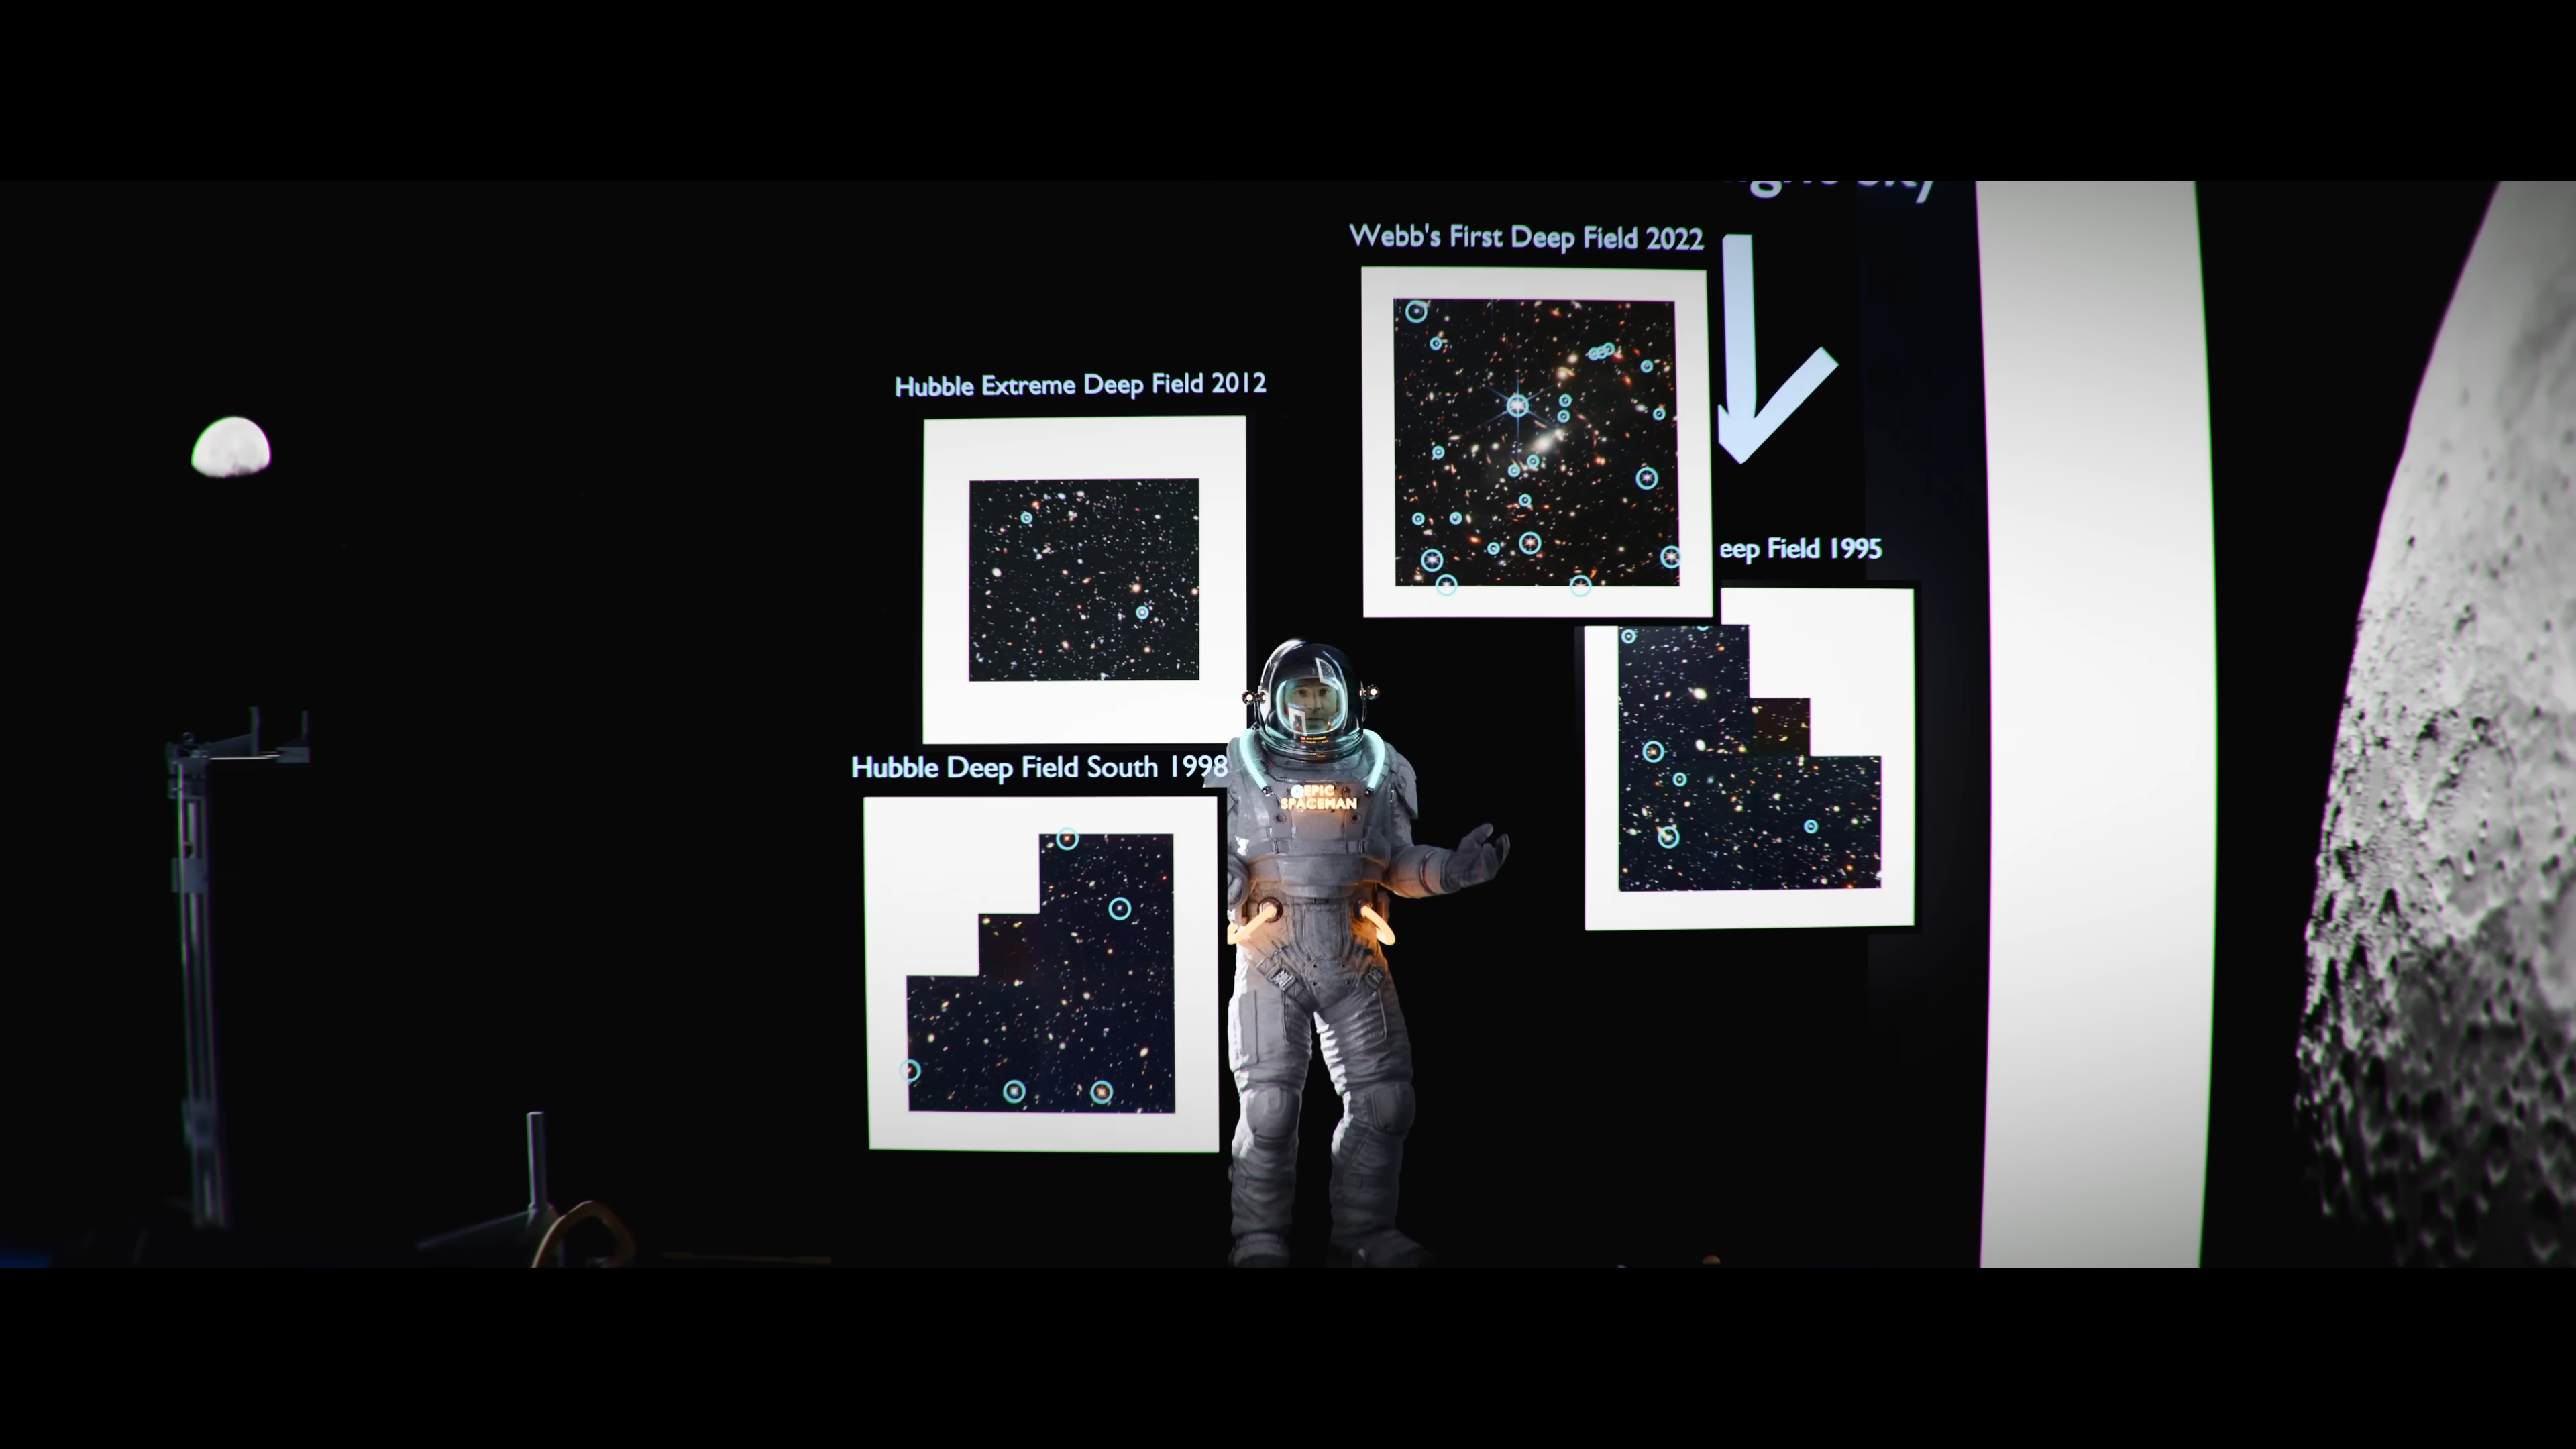 Webb's First Deep Field 2022
Hubble Extreme Deep Field 2012
eep Field 1995
Hubble Deep Field South 1998
EPIC
SPACEMAN